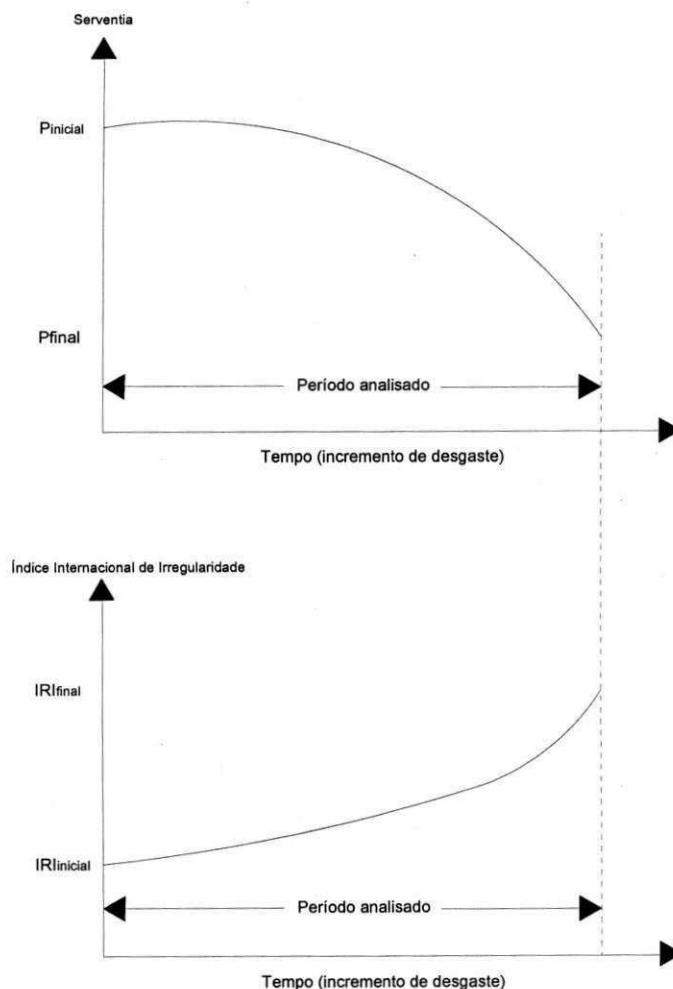 Serventia
Pinicial
Pfinal
Período analisado
Tempo (incremento de desgaste)
Índice Internacional de Irregularidade
IRIfinal
IRIinicial
Período analisado
Tempo (incremento de desgaste)